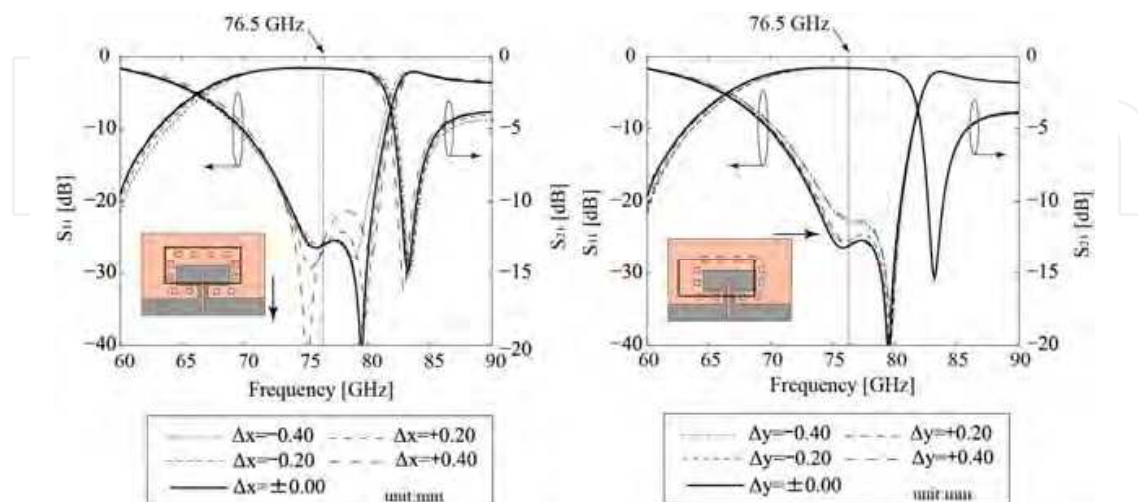 76.5 GHz
0
−10
−20
−30
−40
S11 [dB]
0
−5
−10
−15
−20
S21 [dB]
60 65 70 75 80 85 90
Frequency [GHz]
Δx=−0.40
Δx=+0.20
Δx=−0.20
Δx=+0.40
Δx=±0.00
unit:mm
76.5 GHz
0
−10
−20
−30
−40
S11 [dB]
0
−5
−10
−15
−20
S21 [dB]
60 65 70 75 80 85 90
Frequency [GHz]
Δy=−0.40
Δy=+0.20
Δy=−0.20
Δy=+0.40
Δy=±0.00
unit:mm